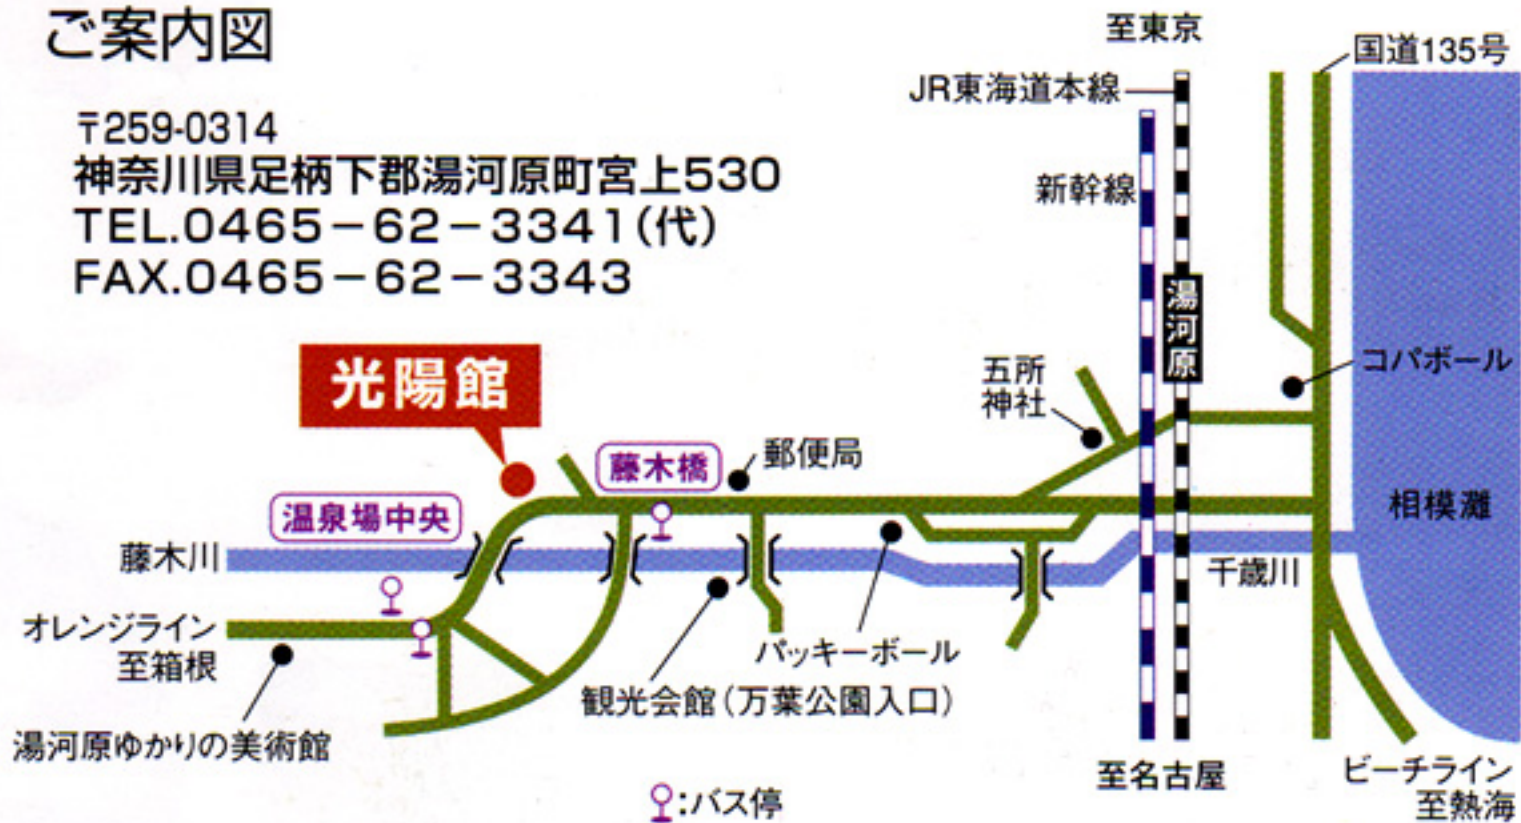 ご案内図
〒259-0314
神奈川県足柄下郡湯河原町宮上530
TEL.0465－62－3341(代)
FAX.0465－62－3343
至東京
国道135号
JR東海道本線
新幹線
湯河原
光陽館
五所
神社
コパボール
藤木橋
郵便局
温泉場中央
相模灘
藤木川
千歳川
オレンジライン
至箱根
パッキーボール
観光会館(万葉公園入口)
湯河原ゆかりの美術館
至名古屋
ビーチライン
至熱海
:バス停